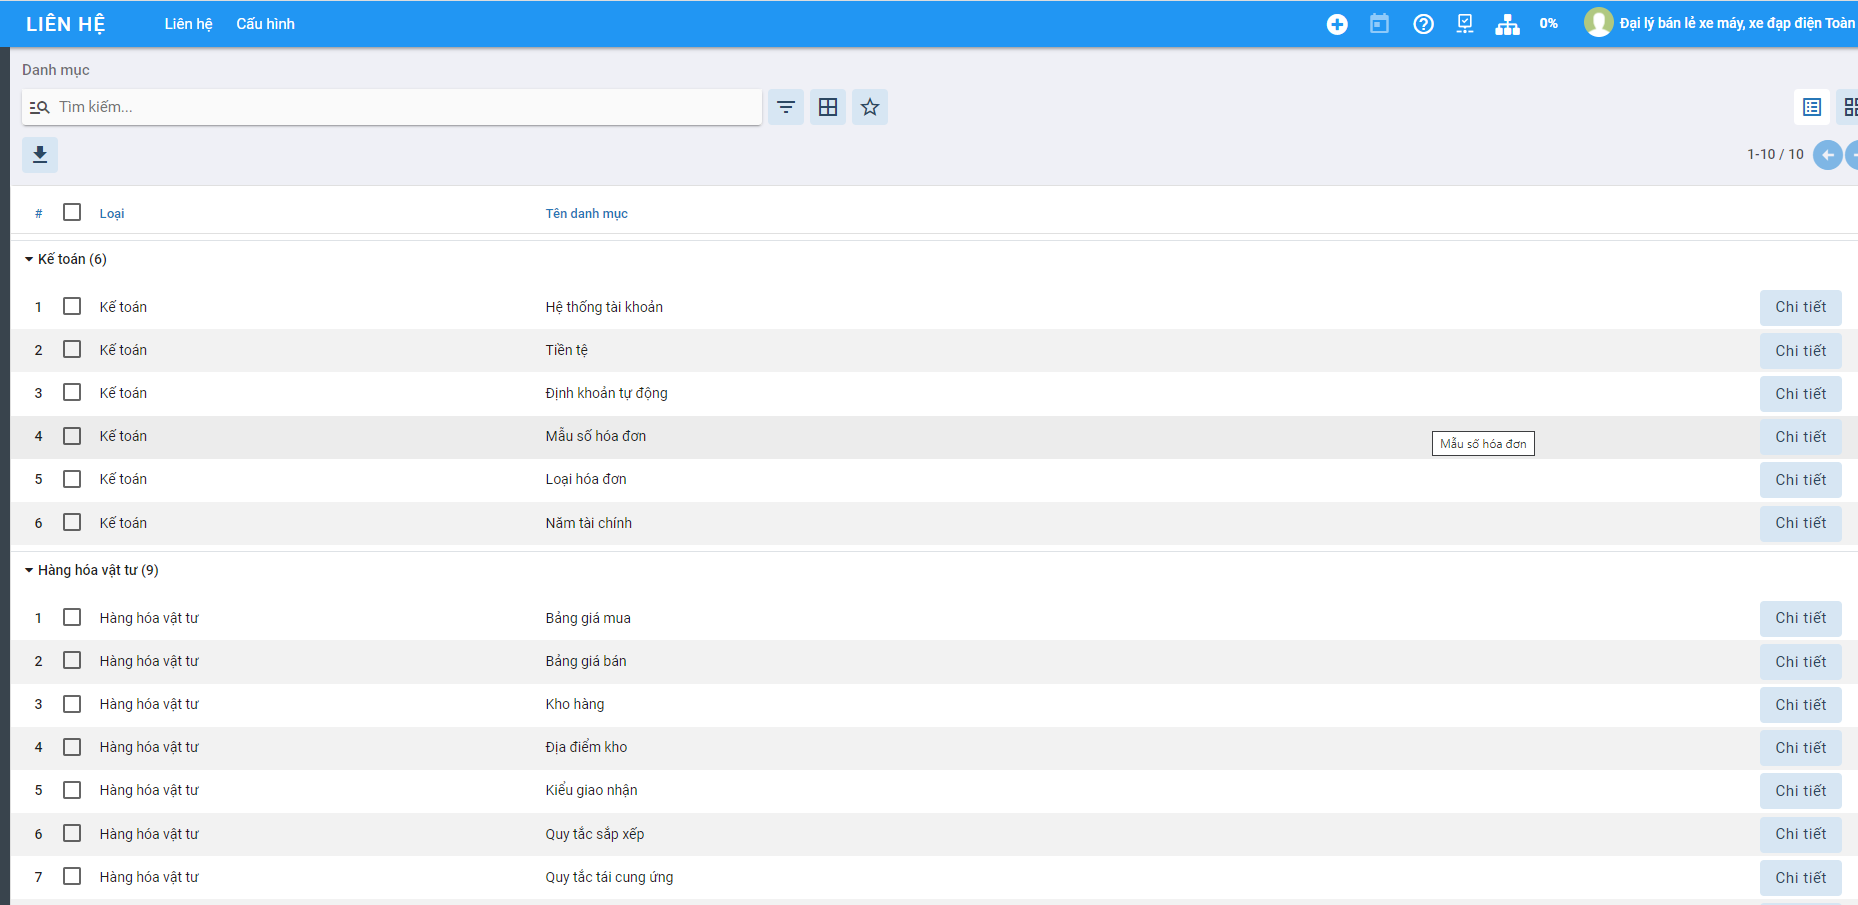 LIÊN HỆ Liên hệ Cấu hình 0% Đại lý bán lẻ xe máy, xe đạp điện Toàn
Danh mục
Tìm kiếm...
1-10 / 10
# Loại Tên danh mục
Kế toán (6)
1 Kế toán Hệ thống tài khoản Chi tiết
2 Kế toán Tiền tệ Chi tiết
3 Kế toán Định khoản tự động Chi tiết
4 Kế toán Mẫu số hóa đơn Chi tiết
Mẫu số hóa đơn
5 Kế toán Loại hóa đơn Chi tiết
6 Kế toán Năm tài chính Chi tiết
Hàng hóa vật tư (9)
1 Hàng hóa vật tư Bảng giá mua Chi tiết
2 Hàng hóa vật tư Bảng giá bán Chi tiết
3 Hàng hóa vật tư Kho hàng Chi tiết
4 Hàng hóa vật tư Địa điểm kho Chi tiết
5 Hàng hóa vật tư Kiểu giao nhận Chi tiết
6 Hàng hóa vật tư Quy tắc sắp xếp Chi tiết
7 Hàng hóa vật tư Quy tắc tái cung ứng Chi tiết